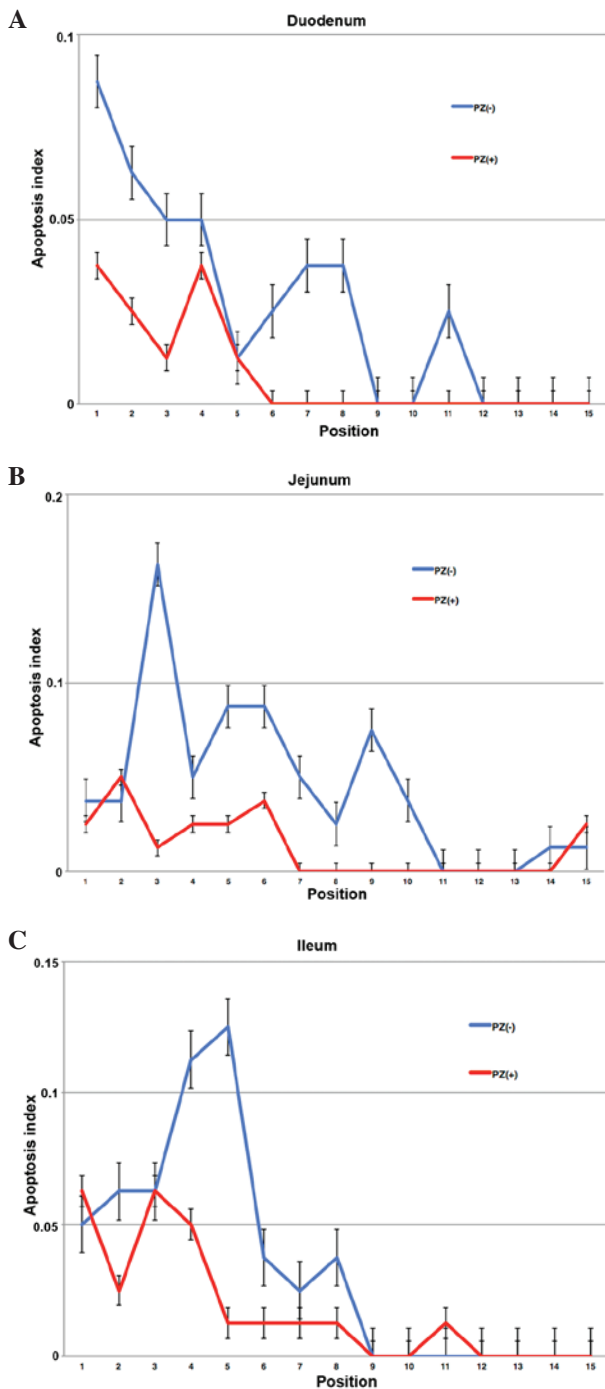 A
Duodenum
0.1
PZ(-)
PZ(+)
0.05
Apoptosis index
0
1 2 3 4 5 6 7 8 9 10 11 12 13 14 15
Position
B
Jejunum
0.2
PZ(-)
PZ(+)
0.1
Apoptosis index
0
1 2 3 4 5 6 7 8 9 10 11 12 13 14 15
Position
C
Ileum
0.15
PZ(-)
PZ(+)
0.1
Apoptosis index
0.05
0
1 2 3 4 5 6 7 8 9 10 11 12 13 14 15
Position